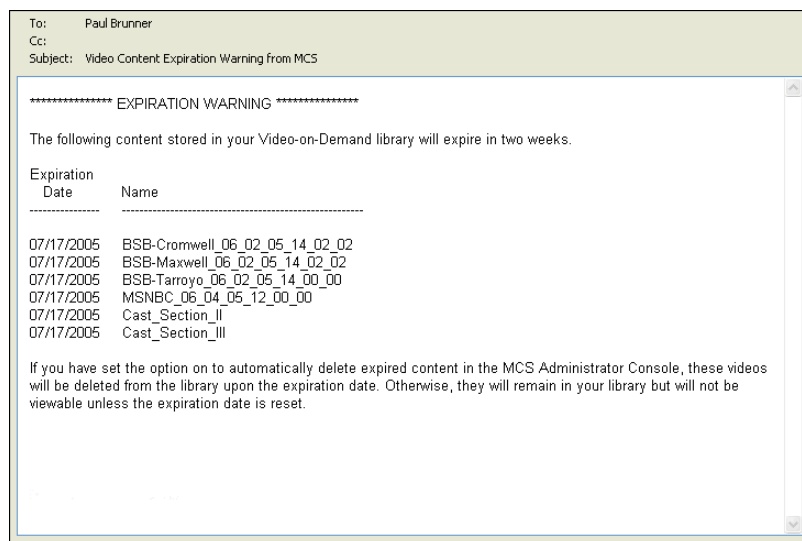 To: Paul Brunner
Cc:
Subject: Video Content Expiration Warning from MCS
*************** EXPIRATION WARNING ***************
The following content stored in your Video-on-Demand library will expire in two weeks.
Expiration
Date Name
---------------- -------------------------------------------------------
07/17/2005 BSB-Cromwell_06_02_05_14_02_02
07/17/2005 BSB-Maxwell_06_02_05_14_02_02
07/17/2005 BSB-Tarroyo_06_02_05_14_00_00
07/17/2005 MSNBC_06_04_05_12_00_00
07/17/2005 Cast_Section_II
07/17/2005 Cast_Section_III
If you have set the option on to automatically delete expired content in the MCS Administrator Console, these videos
will be deleted from the library upon the expiration date. Otherwise, they will remain in your library but will not be
viewable unless the expiration date is reset.